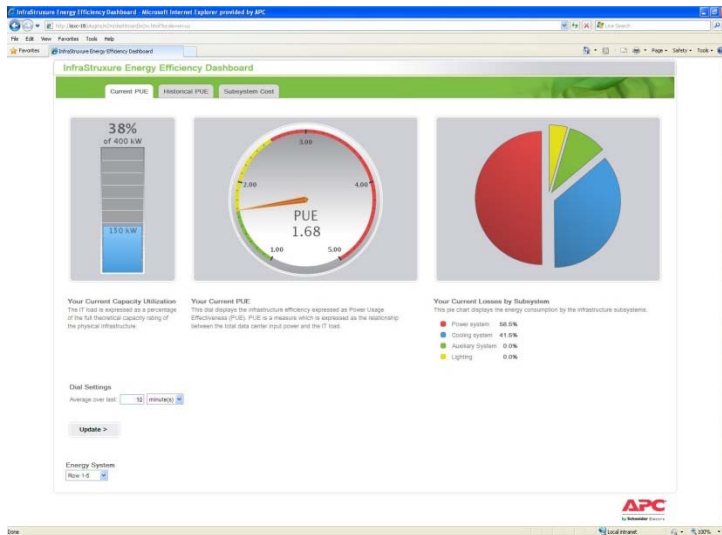 InfraStruxure Energy Efficiency Dashboard - Microsoft Internet Explorer provided by APC
Live Search
File Edit View Favorites Tools Help
Favorites InfraStruxure Energy Efficiency Dashboard
Page Safety Tools
InfraStruxure Energy Efficiency Dashboard
Current PUE Historical PUE Subsystem Cost
38%
of 400 kW
150 kW
3.00
2.00
4.00
PUE
1.68
1.00
5.00
Your Current Capacity Utilization
The IT load is expressed as a percentage
of the full theoretical capacity rating of
the physical infrastructure.
Your Current PUE
This dial displays the infrastructure efficiency expressed as Power Usage
Effectiveness (PUE). PUE is a measure which is expressed as the relationship
between the total data center input power and the IT load.
Your Current Losses by Subsystem
This pie chart displays the energy consumption by the infrastructure subsystems.
Power system 58.5%
Cooling system 41.5%
Auxiliary System 0.0%
Lighting 0.0%
Dial Settings
Average over last: 10 minute(s)
Update >
Energy System
Row 1-5
APC
by Schneider Electric
Done
Local intranet
100%